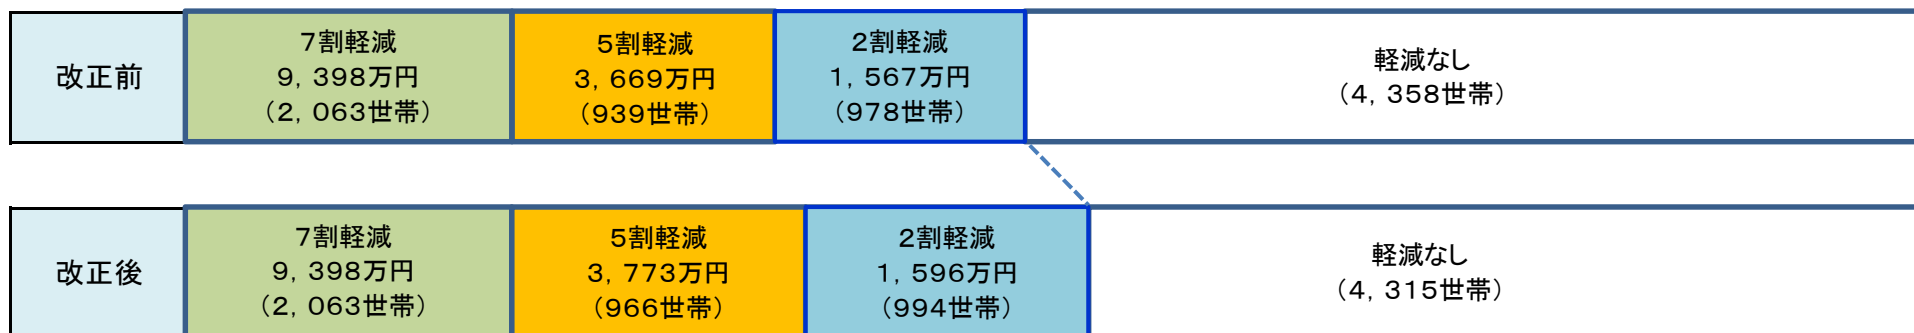 改正前
7割軽減
9,398万円
(2,063世帯)
5割軽減
3,669万円
(939世帯)
2割軽減
1,567万円
(978世帯)
軽減なし
(4,358世帯)
改正後
7割軽減
9,398万円
(2,063世帯)
5割軽減
3,773万円
(966世帯)
2割軽減
1,596万円
(994世帯)
軽減なし
(4,315世帯)